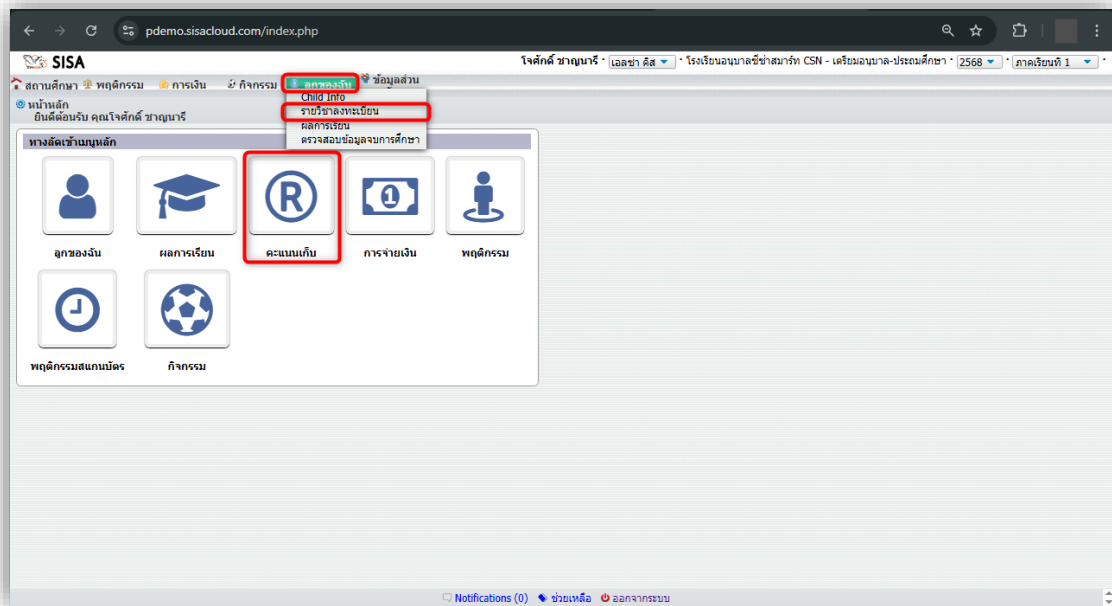 pdemo.sisacloud.com/index.php
SISA
โจศักดิ์ ชาญนารี · เอลซ่า ดิส · โรงเรียนอนุบาลซีซ่าสมาร์ท CSN - เตรียมอนุบาล-ประถมศึกษา · 2568 · ภาคเรียนที่ 1 ·
สถานศึกษา พฤติกรรม การเงิน กิจกรรม ลูกของฉัน ข้อมูลส่วน
Child Info
รายวิชาลงทะเบียน
ผลการเรียน
ตรวจสอบข้อมูลจบการศึกษา
หน้าหลัก
ยินดีต้อนรับ คุณโจศักดิ์ ชาญนารี
ทางลัดเข้าเมนูหลัก
R 1
ลูกของฉัน ผลการเรียน คะแนนเก็บ การจ่ายเงิน พฤติกรรม
พฤติกรรมสแกนบัตร กิจกรรม
Notifications (0) ช่วยเหลือ ออกจากระบบ